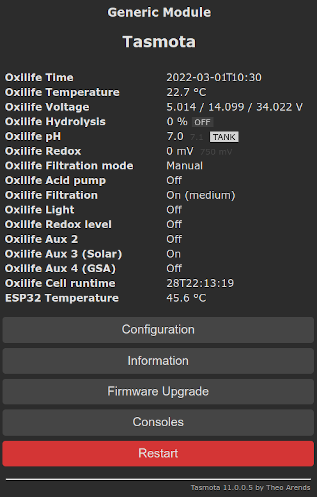 Generic Module
Tasmota
Oxilife Time 2022-03-01T10:30
Oxilife Temperature 22.7 °C
Oxilife Voltage 5.014 / 14.099 / 34.022 V
Oxilife Hydrolysis 0 % OFF
Oxilife pH 7.0 7.1 TANK
Oxilife Redox 0 mV 750 mV
Oxilife Filtration mode Manual
Oxilife Acid pump Off
Oxilife Filtration On (medium)
Oxilife Light Off
Oxilife Redox level Off
Oxilife Aux 2 Off
Oxilife Aux 3 (Solar) On
Oxilife Aux 4 (GSA) Off
Oxilife Cell runtime 28T22:13:19
ESP32 Temperature 45.6 °C
Configuration
Information
Firmware Upgrade
Consoles
Restart
Tasmota 11.0.0.5 by Theo Arends